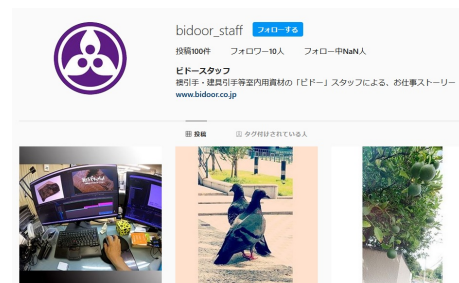 bidoor_staff フォローする
投稿100件 フォロワー10人 フォロー中NaN人
ビドースタッフ
襖引手・建具引手等室内用資材の「ビドー」スタッフによる、お仕事ストーリー
www.bidoor.co.jp
投稿 タグ付けされている人